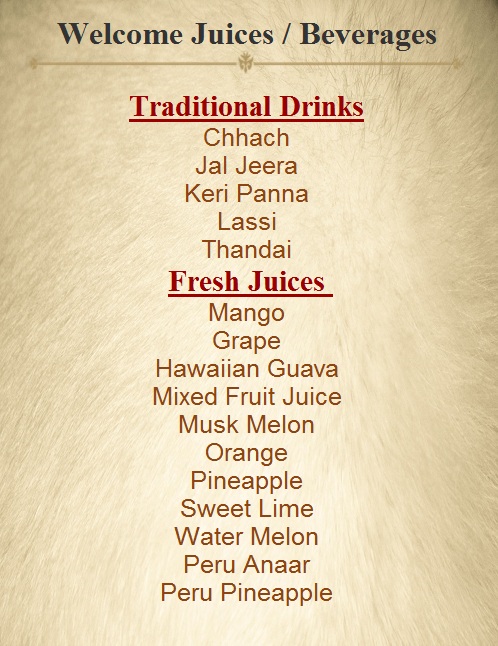 Welcome Juices / Beverages
Traditional Drinks
Chhach
Jal Jeera
Keri Panna
Lassi
Thandai
Fresh Juices
Mango
Grape
Hawaiian Guava
Mixed Fruit Juice
Musk Melon
Orange
Pineapple
Sweet Lime
Water Melon
Peru Anaar
Peru Pineapple